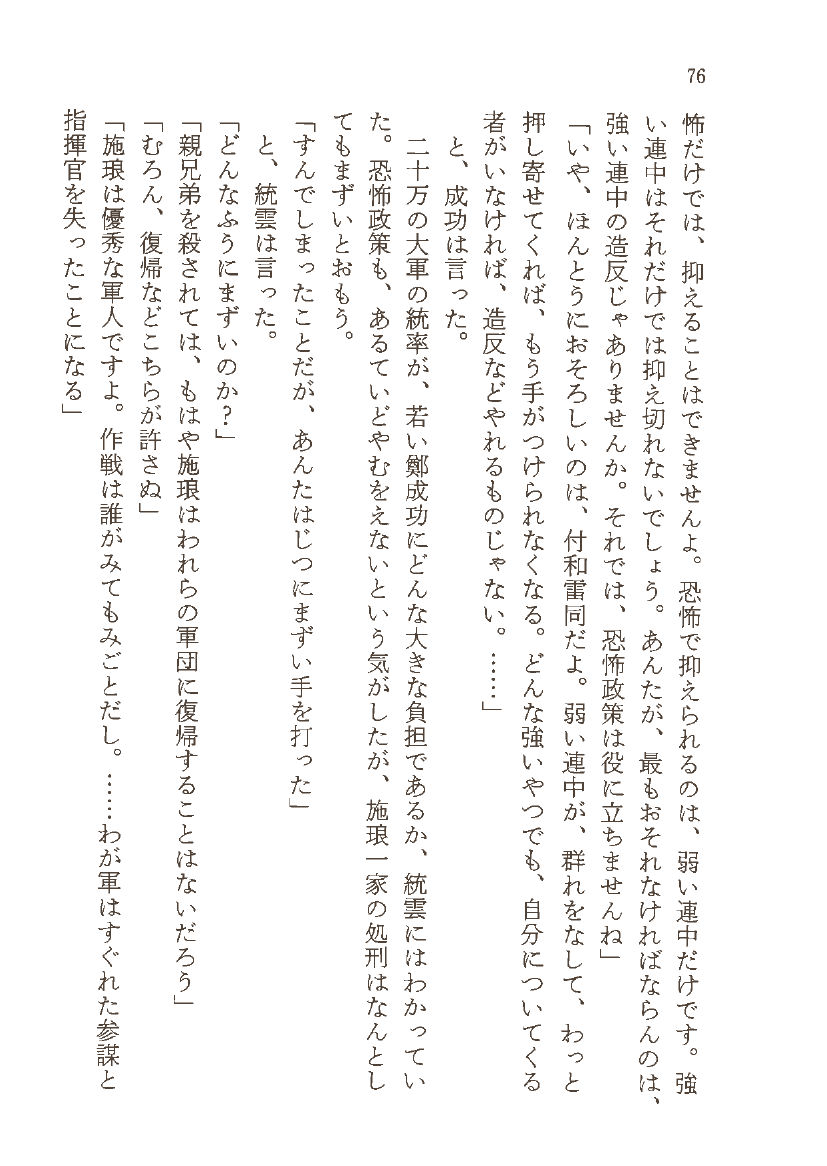 76
怖だけでは、抑えることはできませんよ。恐怖で抑えられるのは、弱い連中だけです。強
い連中はそれだけでは抑え切れないでしょう。あんたが、最もおそれなければならんのは、
強い連中の造反じゃありませんか。それでは、恐怖政策は役に立ちませんね」
「いや、ほんとうにおそろしいのは、付和雷同だよ。弱い連中が、群れをなして、わっと
押し寄せてくれば、もう手がつけられなくなる。どんな強いやつでも、自分についてくる
者がいなければ、造反などやれるものじゃない。……」
と、成功は言った。
二十万の大軍の統率が、若い鄭成功にどんな大きな負担であるか、統雲にはわかってい
た。恐怖政策も、あるていどやむをえないという気がしたが、施琅一家の処刑はなんとし
てもまずいとおもう。
「すんでしまったことだが、あんたはじつにまずい手を打った」
と、統雲は言った。
「どんなふうにまずいのか？」
「親兄弟を殺されては、もはや施琅はわれらの軍団に復帰することはないだろう」
「むろん、復帰などこちらが許さぬ」
「施琅は優秀な軍人ですよ。作戦は誰がみてもみごとだし。……わが軍はすぐれた参謀と
指揮官を失ったことになる」